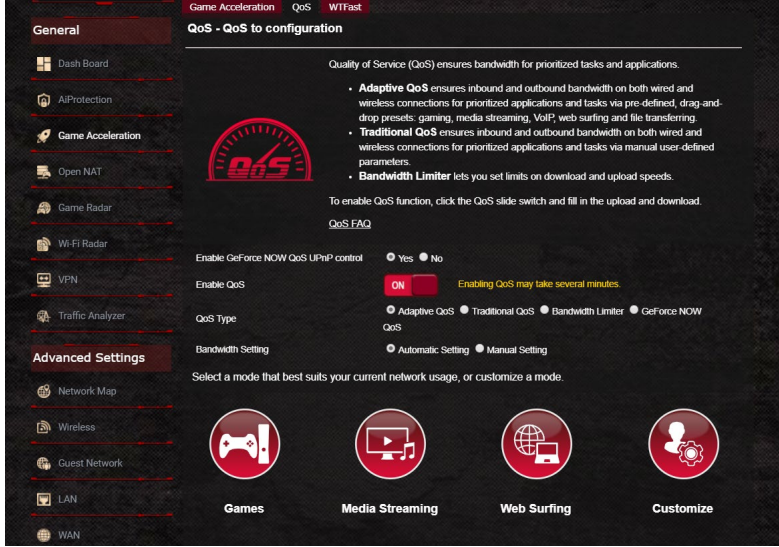 Game Acceleration QoS WTFast
General
QoS - QoS to configuration
Dash Board
AiProtection
Game Acceleration
Open NAT
Game Radar
Wi-Fi Radar
VPN
Traffic Analyzer
Advanced Settings
Network Map
Wireless
Guest Network
LAN
WAN
QoS
Quality of Service (QoS) ensures bandwidth for prioritized tasks and applications.
• Adaptive QoS ensures inbound and outbound bandwidth on both wired and
wireless connections for prioritized applications and tasks via pre-defined, drag-and-
drop presets: gaming, media streaming, VoIP, web surfing and file transferring.
• Traditional QoS ensures inbound and outbound bandwidth on both wired and
wireless connections for prioritized applications and tasks via manual user-defined
parameters.
• Bandwidth Limiter lets you set limits on download and upload speeds.
To enable QoS function, click the QoS slide switch and fill in the upload and download.
QoS FAQ
Enable GeForce NOW QoS UPnP control Yes No
Enable QoS ON Enabling QoS may take several minutes.
QoS Type Adaptive QoS Traditional QoS Bandwidth Limiter GeForce NOW
QoS
Bandwidth Setting Automatic Setting Manual Setting
Select a mode that best suits your current network usage, or customize a mode.
Games Media Streaming Web Surfing Customize